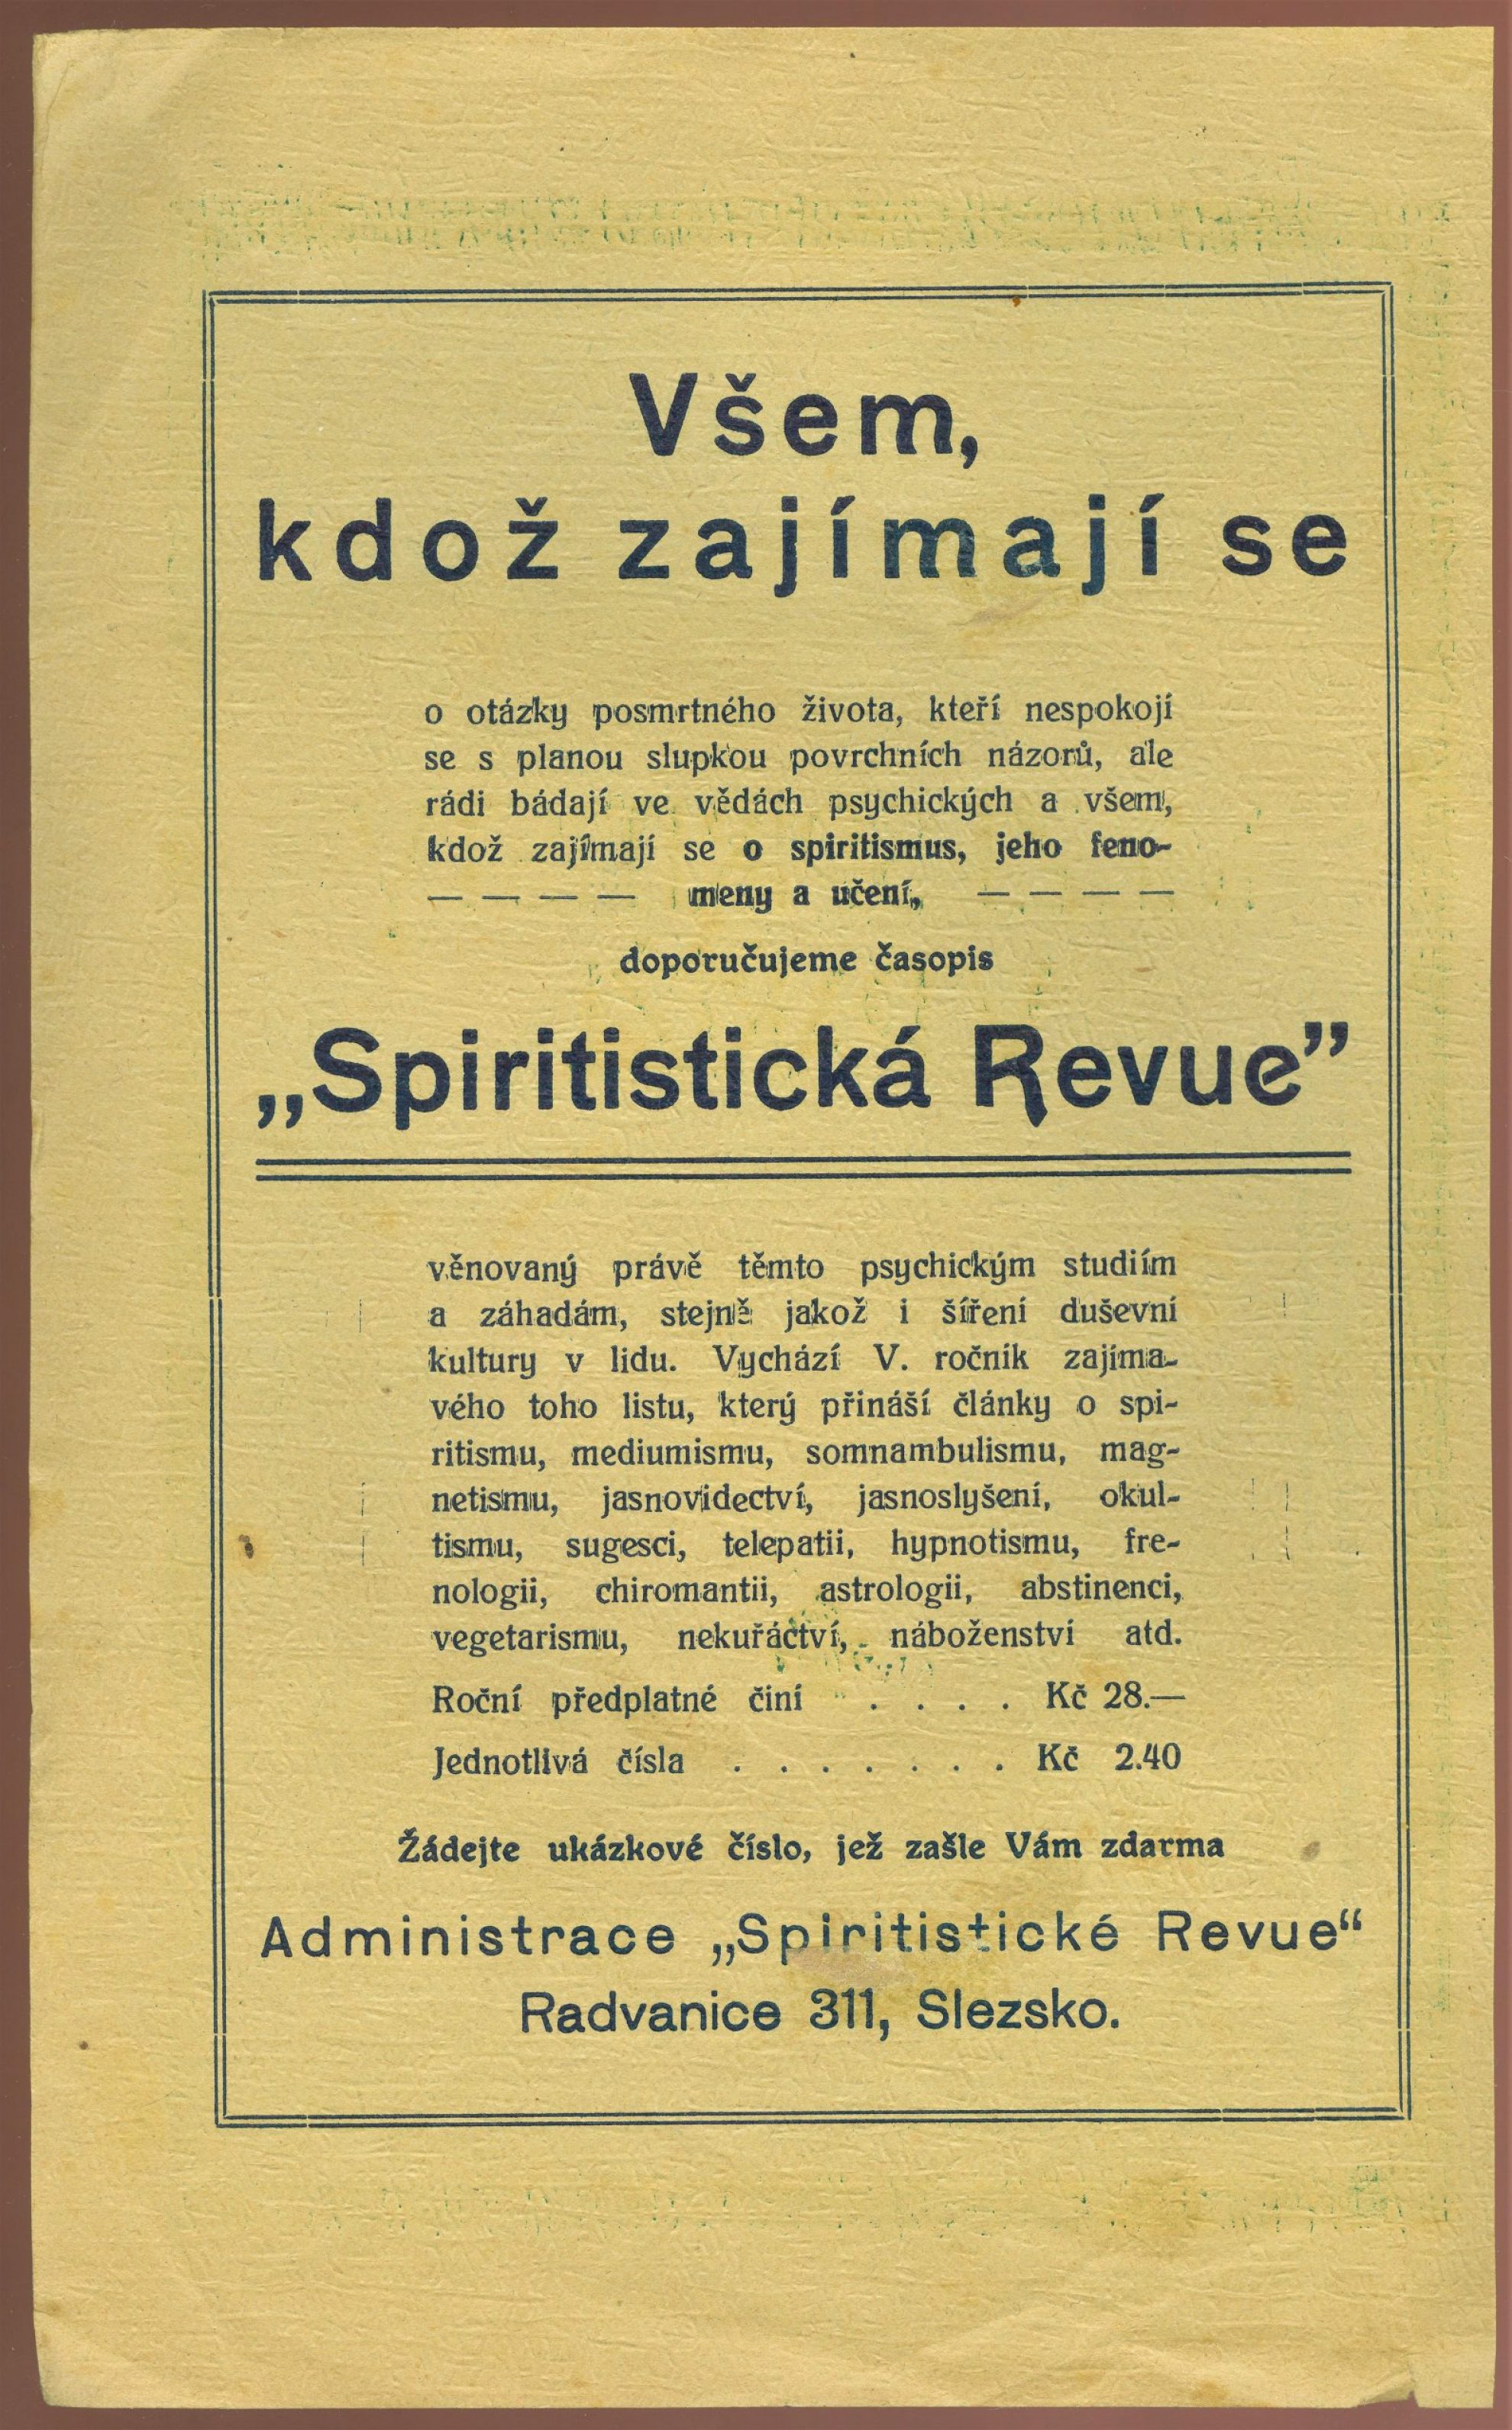 Všem,
kdož zajímají se
o otázky posmrtného života, kteří nespokojí
se s planou slupkou povrchních názorů, ale
rádi bádají ve vědách psychických a všem,
kdož zajímají se o spiritismus, jeho feno-
— — — — meny a učení, — — — —
doporučujeme časopis
„Spiritistická Revue”
věnovaný právě těmto psychickým studiím
a záhadám, stejně jakož i šíření duševní
kultury v lidu. Vychází V. ročník zajíma-
vého toho listu, který přináší články o spi-
ritismu, mediumismu, somnambulismu, mag-
netismu, jasnovidectví, jasnoslyšení, okul-
tismu, sugesci, telepatii, hypnotismu, fre-
nologii, chiromantii, astrologii, abstinenci,
vegetarismu, nekuřáctví, náboženství atd.
Roční předplatné činí . . . . Kč 28.—
Jednotlivá čísla . . . . . . . Kč 2.40
Žádejte ukázkové číslo, jež zašle Vám zdarma
Administrace „Spiritistické Revue“
Radvanice 311, Slezsko.